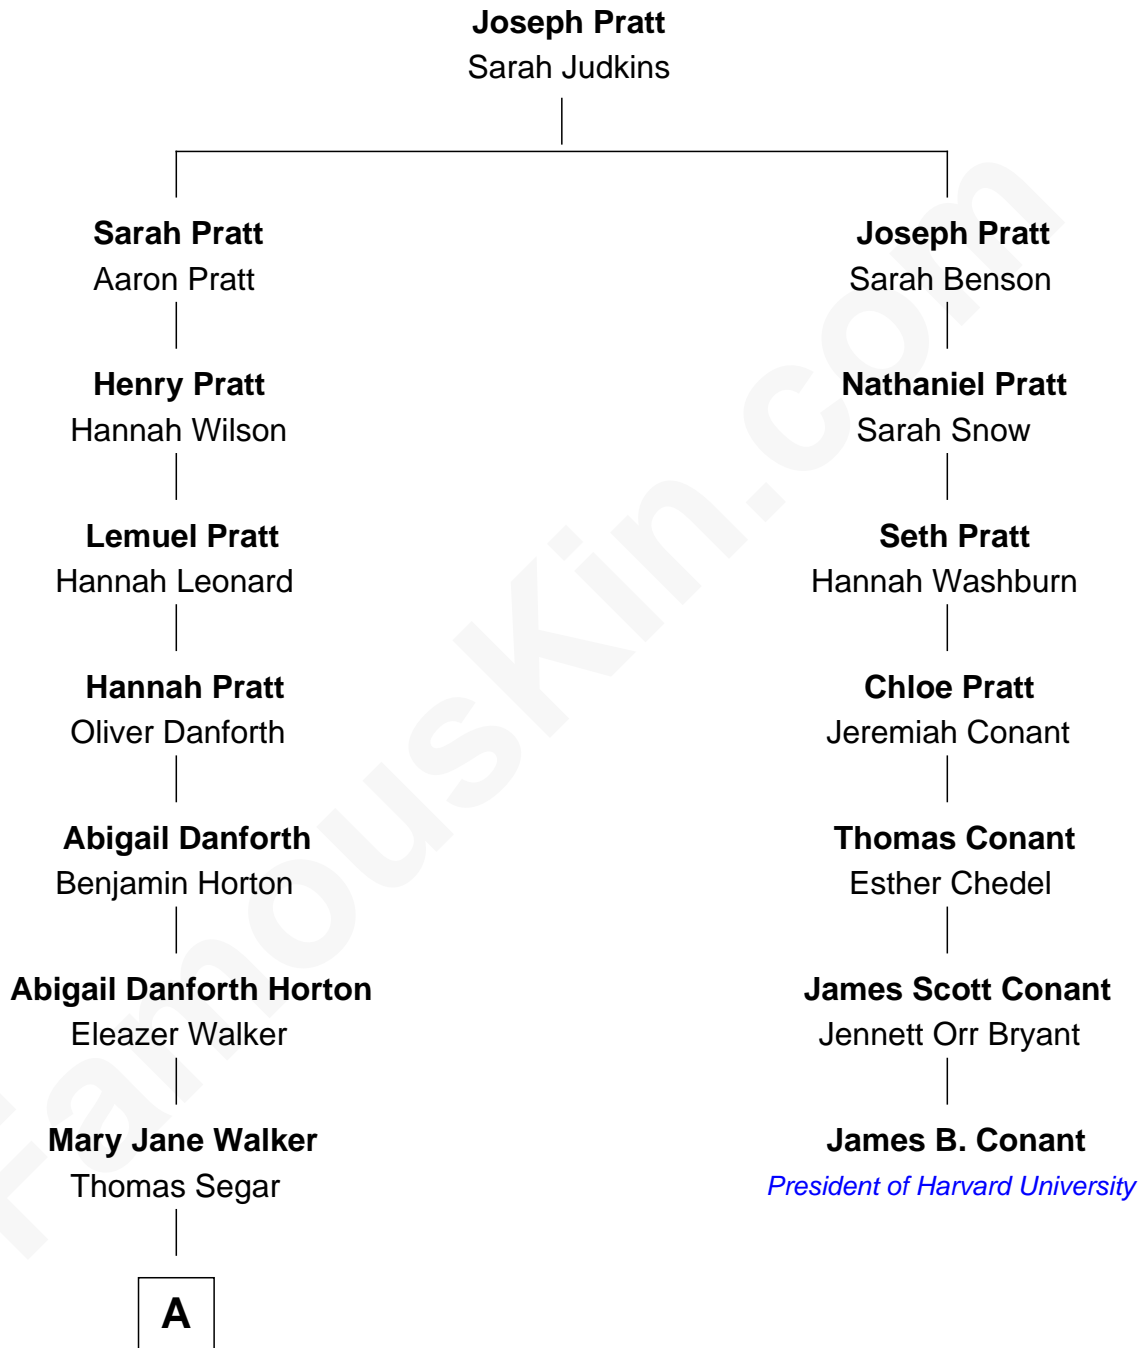 Joseph Pratt
Sarah Judkins
Sarah Pratt
Aaron Pratt
Joseph Pratt
Sarah Benson
Henry Pratt
Hannah Wilson
Nathaniel Pratt
Sarah Snow
Lemuel Pratt
Hannah Leonard
Seth Pratt
Hannah Washburn
Hannah Pratt
Oliver Danforth
Chloe Pratt
Jeremiah Conant
Abigail Danforth
Benjamin Horton
Thomas Conant
Esther Chedel
Abigail Danforth Horton
Eleazer Walker
James Scott Conant
Jennett Orr Bryant
Mary Jane Walker
Thomas Segar
James B. Conant
President of Harvard University
A
FamousKin.com